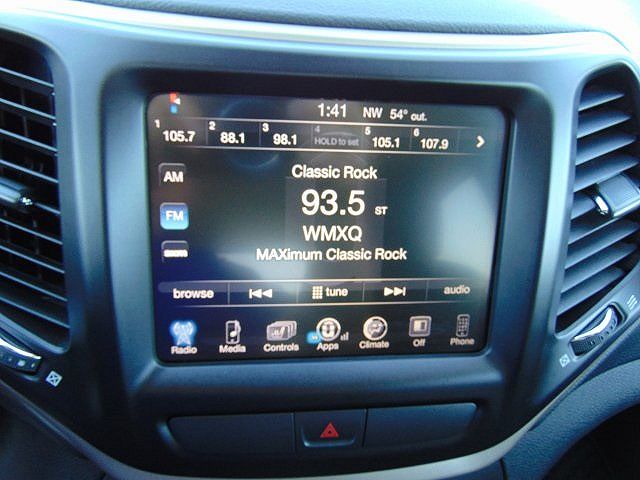 1:41 NW 54° out.
1 105.7 2 88.1 3 98.1 4 HOLD to set 5 105.1 6 107.9 >
Classic Rock
AM
93.5 ST
FM
WMXQ
MAXimum Classic Rock
browse tune audio
Radio Media Controls Apps Climate Off Phone